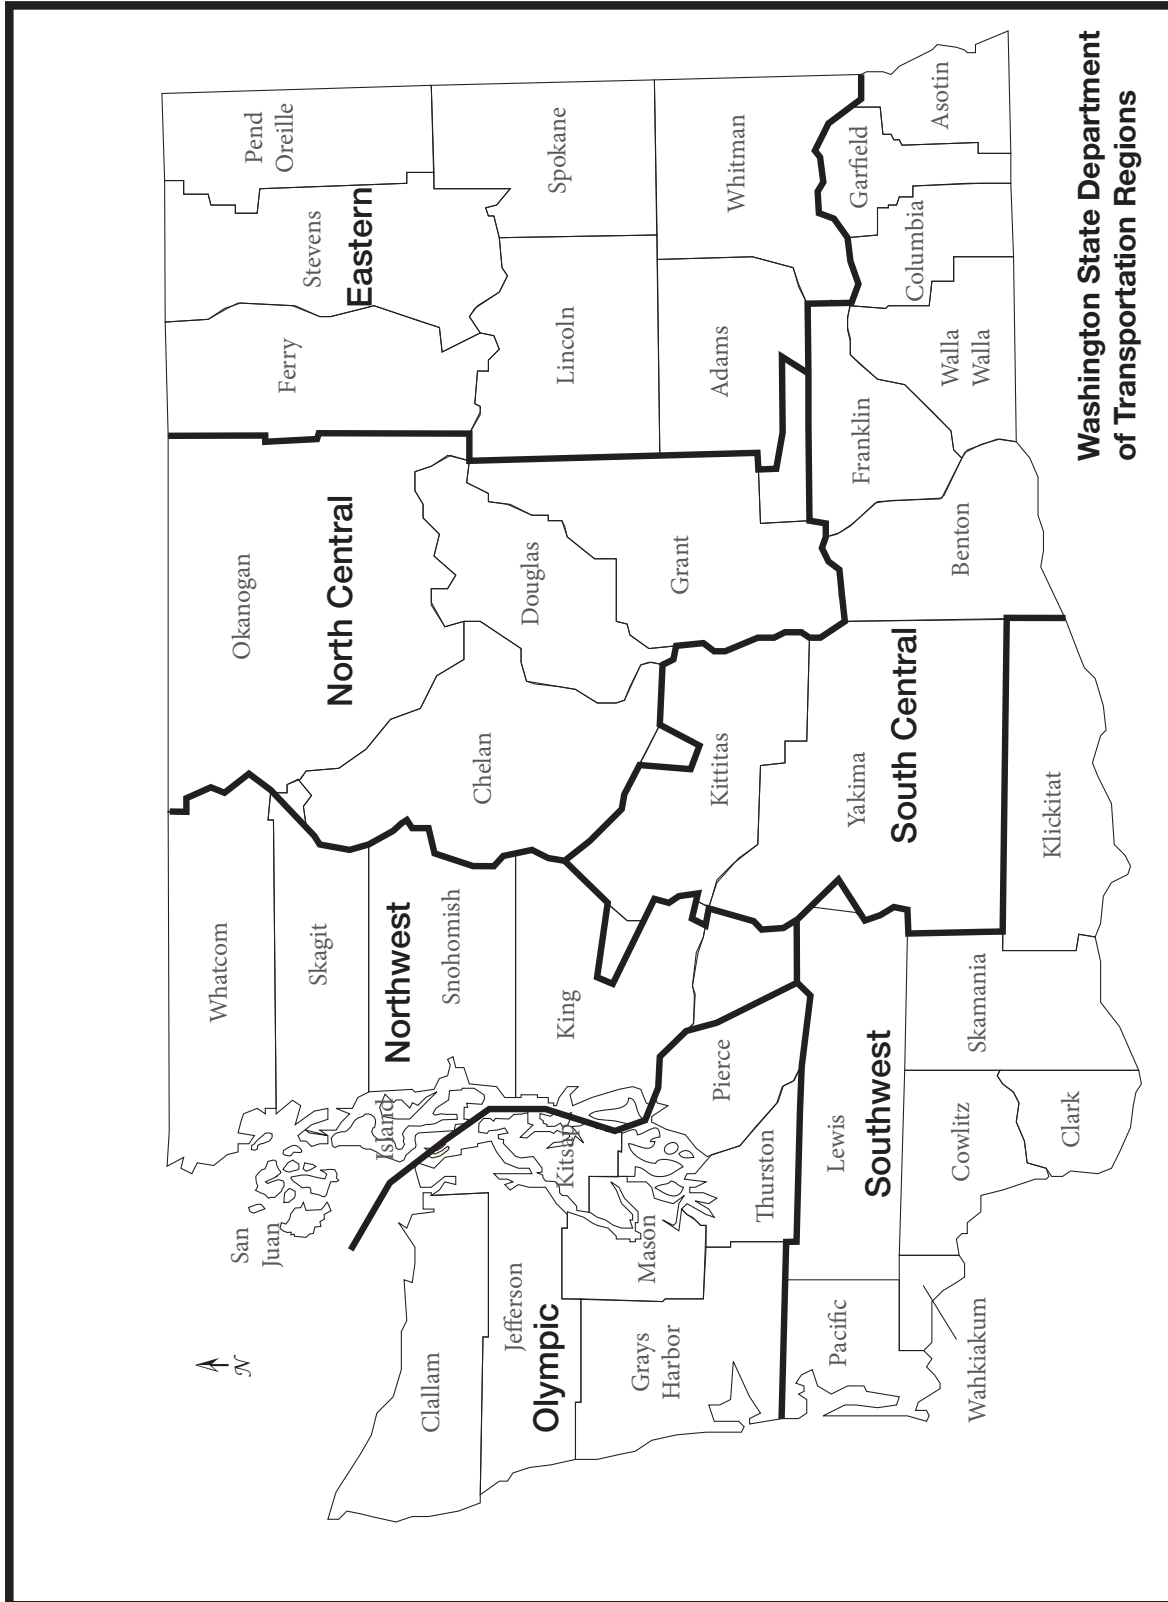 Washington State Department
of Transportation Regions
N
San
Juan
Whatcom
Skagit
Island
Northwest
Snohomish
King
Okanogan
North Central
Chelan
Douglas
Grant
Ferry
Stevens
Pend
Oreille
Eastern
Lincoln
Spokane
Adams
Whitman
Clallam
Jefferson
Olympic
Kitsap
Mason
Grays
Harbor
Thurston
Pierce
Kittitas
Yakima
South Central
Benton
Franklin
Walla
Walla
Columbia
Garfield
Asotin
Pacific
Lewis
Southwest
Wahkiakum
Cowlitz
Clark
Skamania
Klickitat